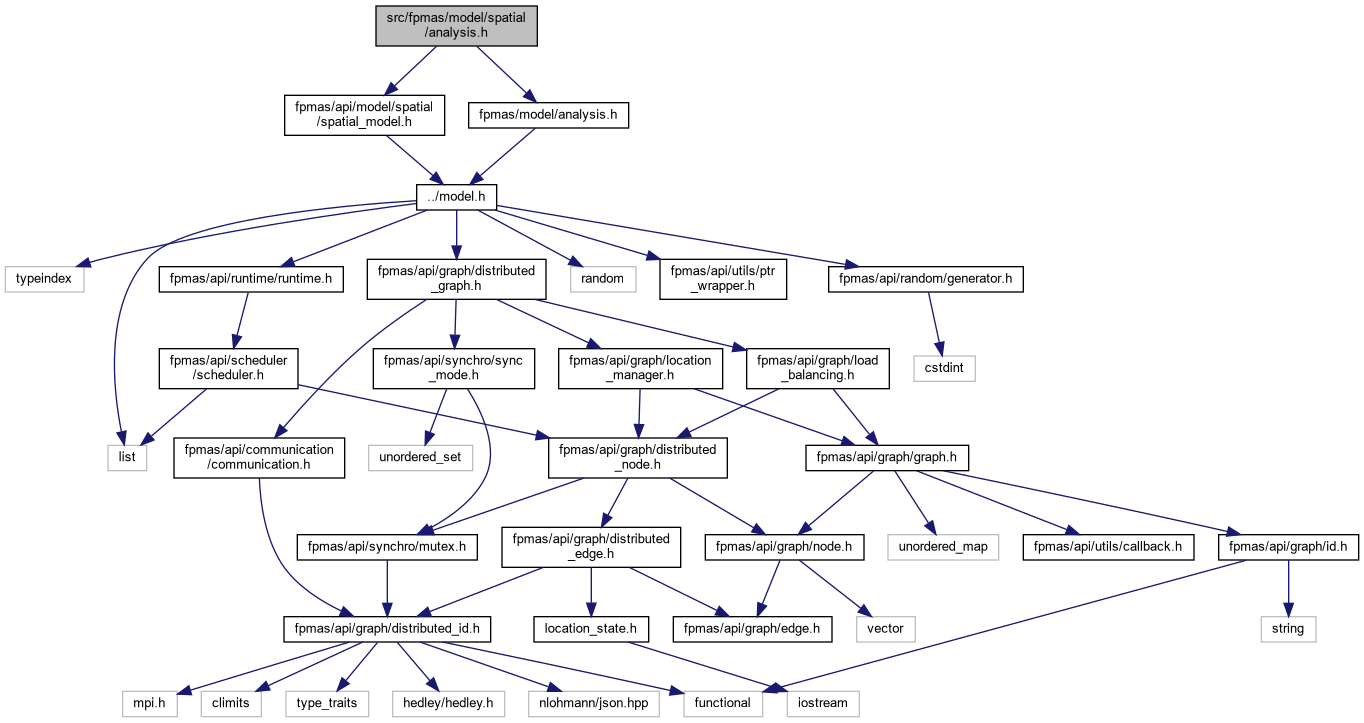 src/fpmas/model/spatial
/analysis.h
fpmas/api/model/spatial
/spatial_model.h
fpmas/model/analysis.h
../model.h
typeindex
fpmas/api/runtime/runtime.h
fpmas/api/graph/distributed
_graph.h
random
fpmas/api/utils/ptr
_wrapper.h
fpmas/api/random/generator.h
fpmas/api/scheduler
/scheduler.h
fpmas/api/synchro/sync
_mode.h
fpmas/api/graph/location
_manager.h
fpmas/api/graph/load
_balancing.h
cstdint
list
fpmas/api/communication
/communication.h
unordered_set
fpmas/api/graph/distributed
_node.h
fpmas/api/graph/graph.h
fpmas/api/synchro/mutex.h
fpmas/api/graph/distributed
_edge.h
fpmas/api/graph/node.h
unordered_map
fpmas/api/utils/callback.h
fpmas/api/graph/id.h
fpmas/api/graph/distributed_id.h
location_state.h
fpmas/api/graph/edge.h
vector
string
mpi.h
climits
type_traits
hedley/hedley.h
nlohmann/json.hpp
functional
iostream